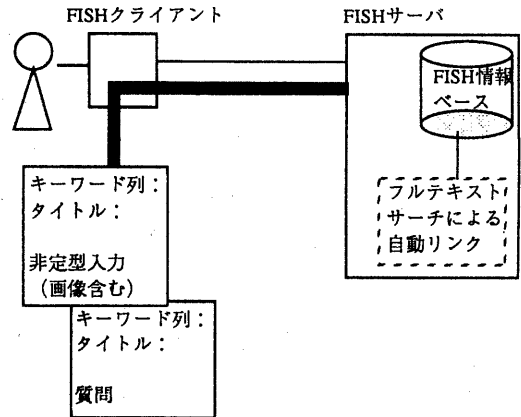 FISHクライアント
FISHサーバ
FISH情報
ベース
フルテキスト
サーチによる
自動リンク
キーワード列：
タイトル：
非定型入力
（画像含む）
キーワード列：
タイトル：
質問